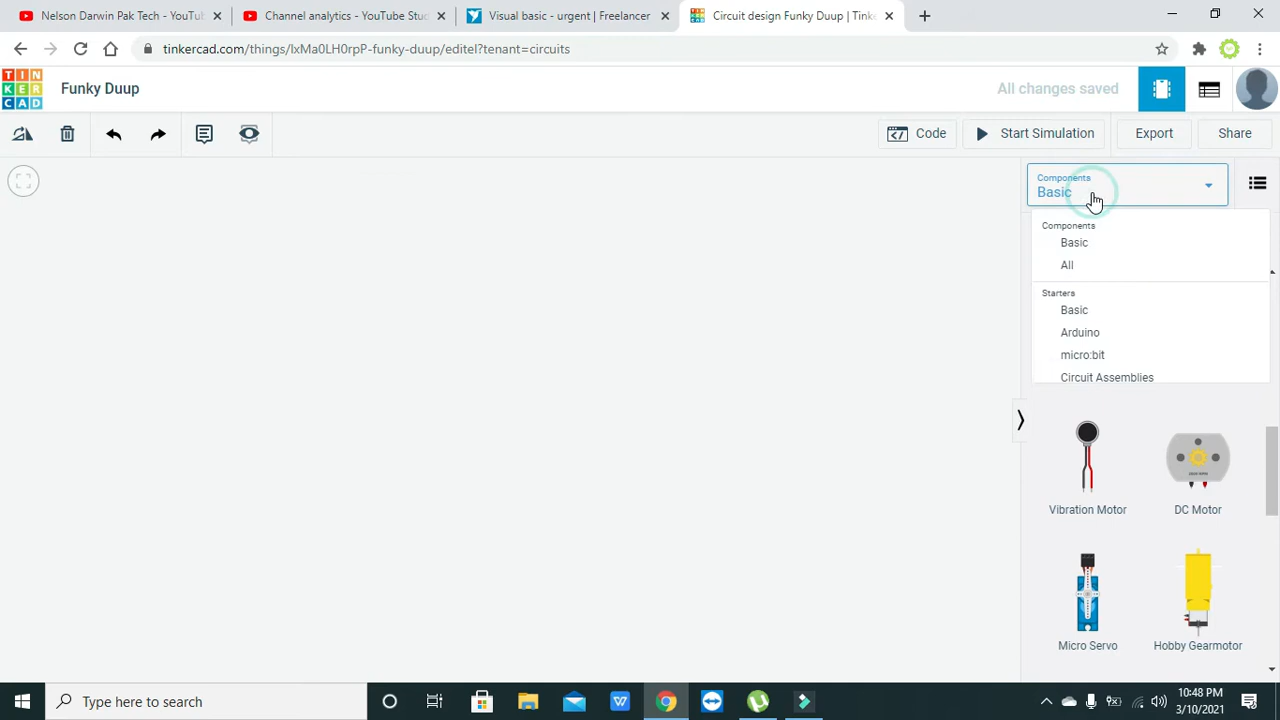 Nelson Darwin Pak Tech - YouTu
Channel analytics - YouTube Stu
Visual basic - urgent | Freelancer
Circuit design Funky Duup | Tink
tinkercad.com/things/lxMa0LH0rpP-funky-duup/editel?tenant=circuits
TIN
KER
CAD
Funky Duup
All changes saved
Code
Start Simulation
Export
Share
Components
Basic
Components
Basic
All
Starters
Basic
Arduino
micro:bit
Circuit Assemblies
Vibration Motor
DC Motor
Micro Servo
Hobby Gearmotor
Type here to search
10:48 PM
3/10/2021